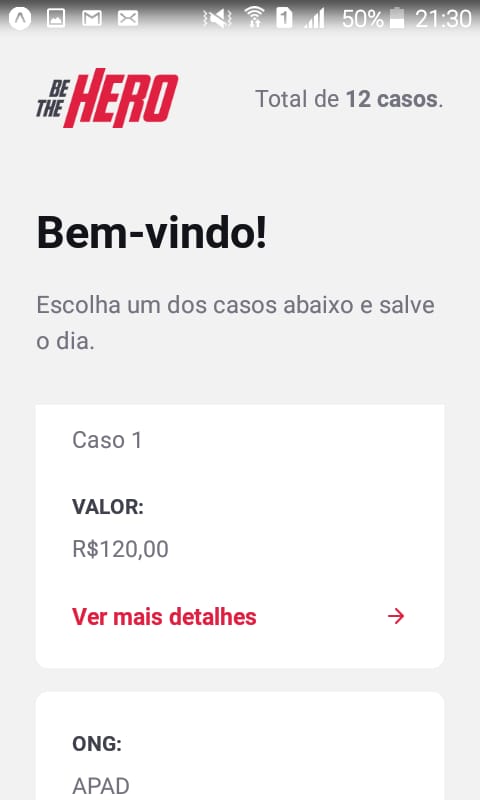 1 50% 21:30
BE THE HERO
Total de 12 casos.
Bem-vindo!
Escolha um dos casos abaixo e salve
o dia.
Caso 1
VALOR:
R$120,00
Ver mais detalhes
ONG:
APAD